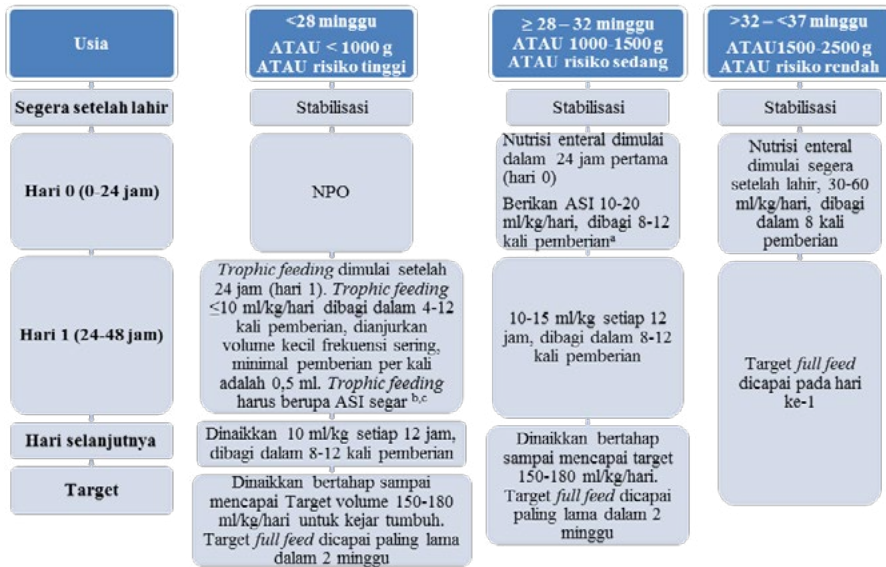 Usia
<28 minggu
ATAU < 1000 g
ATAU risiko tinggi
≥ 28 – 32 minggu
ATAU 1000-1500 g
ATAU risiko sedang
>32 – <37 minggu
ATAU1500-2500 g
ATAU risiko rendah
Segera setelah lahir
Stabilisasi
Stabilisasi
Stabilisasi
Hari 0 (0-24 jam)
NPO
Nutrisi enteral dimulai
dalam 24 jam pertama
(hari 0)
Berikan ASI 10-20
ml/kg/hari, dibagi 8-12
kali pemberianᵃ
Nutrisi enteral
dimulai segera
setelah lahir, 30-60
ml/kg/hari, dibagi
dalam 8 kali
pemberian
Hari 1 (24-48 jam)
Trophic feeding dimulai setelah
24 jam (hari 1). Trophic feeding
≤10 ml/kg/hari dibagi dalam 4-12
kali pemberian, dianjurkan
volume kecil frekuensi sering,
minimal pemberian per kali
adalah 0,5 ml. Trophic feeding
harus berupa ASI segar ᵇ,ᶜ
10-15 ml/kg setiap 12
jam, dibagi dalam 8-12
kali pemberian
Target full feed
dicapai pada hari
ke-1
Hari selanjutnya
Dinaikkan 10 ml/kg setiap 12 jam,
dibagi dalam 8-12 kali pemberian
Dinaikkan bertahap
sampai mencapai target
150-180 ml/kg/hari.
Target full feed dicapai
paling lama dalam 2
minggu
Target
Dinaikkan bertahap sampai
mencapai Target volume 150-180
ml/kg/hari untuk kejar tumbuh.
Target full feed dicapai paling lama
dalam 2 minggu